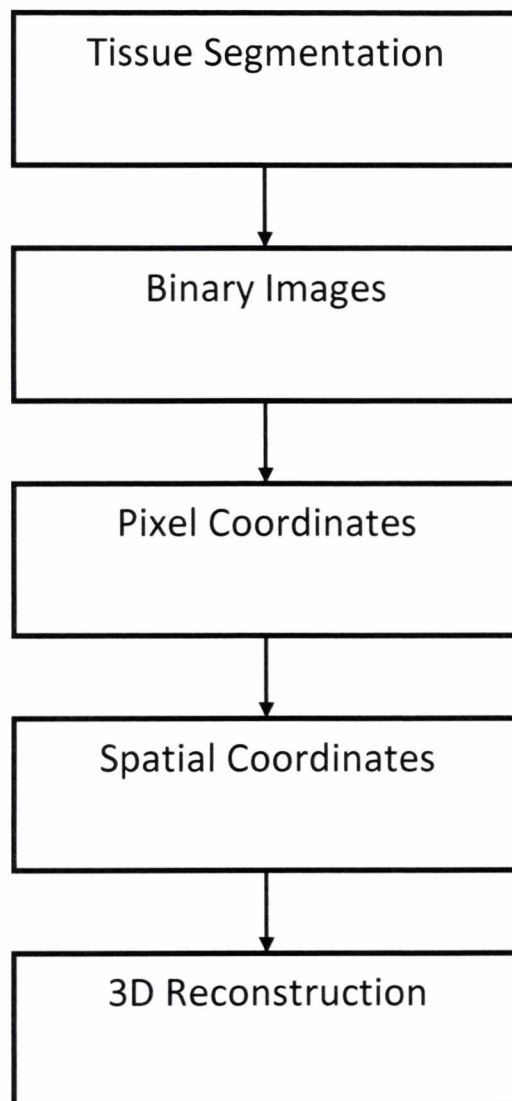 Tissue Segmentation
Binary Images
Pixel Coordinates
Spatial Coordinates
3D Reconstruction